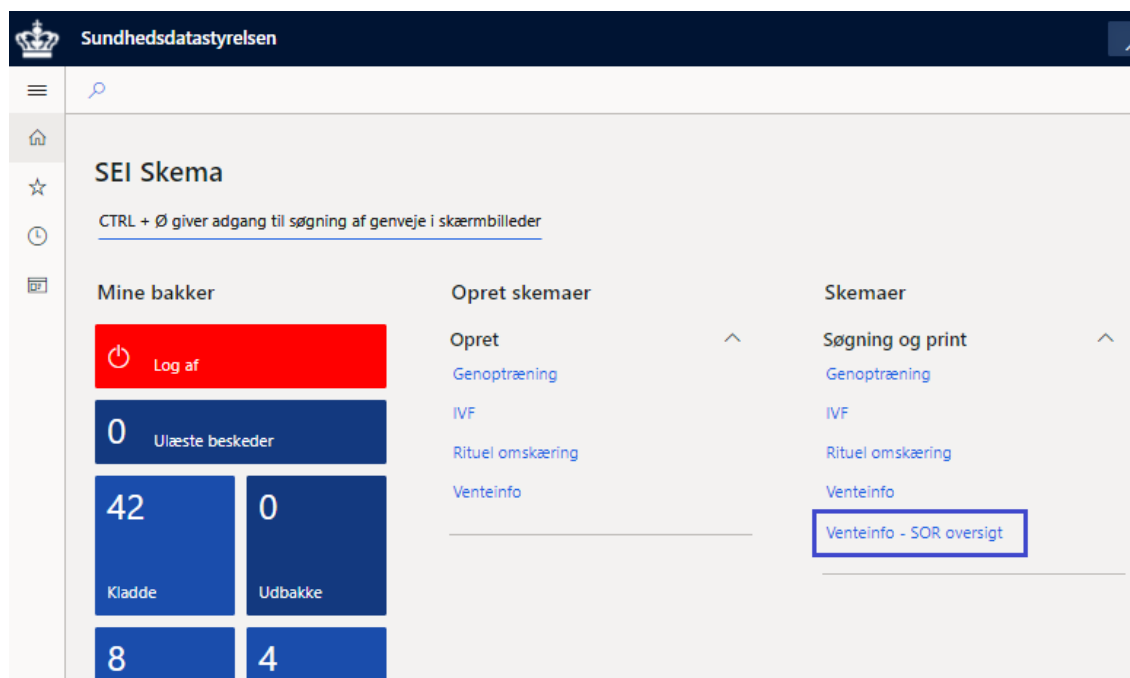 Sundhedsdatastyrelsen
SEI Skema
CTRL + Ø giver adgang til søgning af genveje i skærmbilleder
Mine bakker
Log af
0 Ulæste beskeder
42
Kladde
0
Udbakke
8
4
Opret skemaer
Opret
Genoptræning
IVF
Rituel omskæring
Venteinfo
Skemaer
Søgning og print
Genoptræning
IVF
Rituel omskæring
Venteinfo
Venteinfo - SOR oversigt